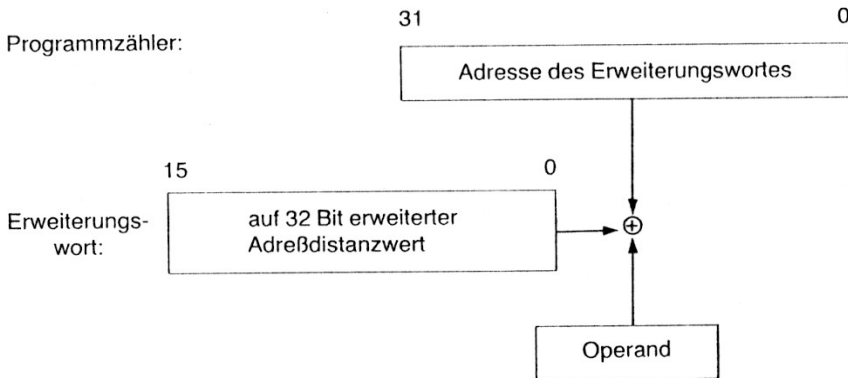 31 0
Programmzähler:
Adresse des Erweiterungswortes
15 0
Erweiterungs-
wort:
auf 32 Bit erweiterter
Adreßdistanzwert
Operand